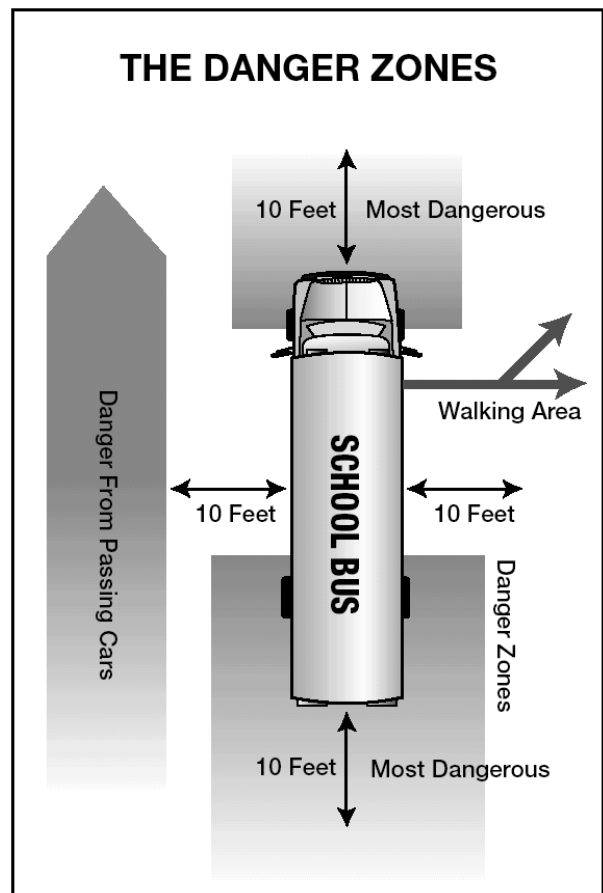 THE DANGER ZONES
10 Feet
Most Dangerous
Walking Area
Danger From Passing Cars
SCHOOL BUS
10 Feet
10 Feet
Danger Zones
10 Feet
Most Dangerous